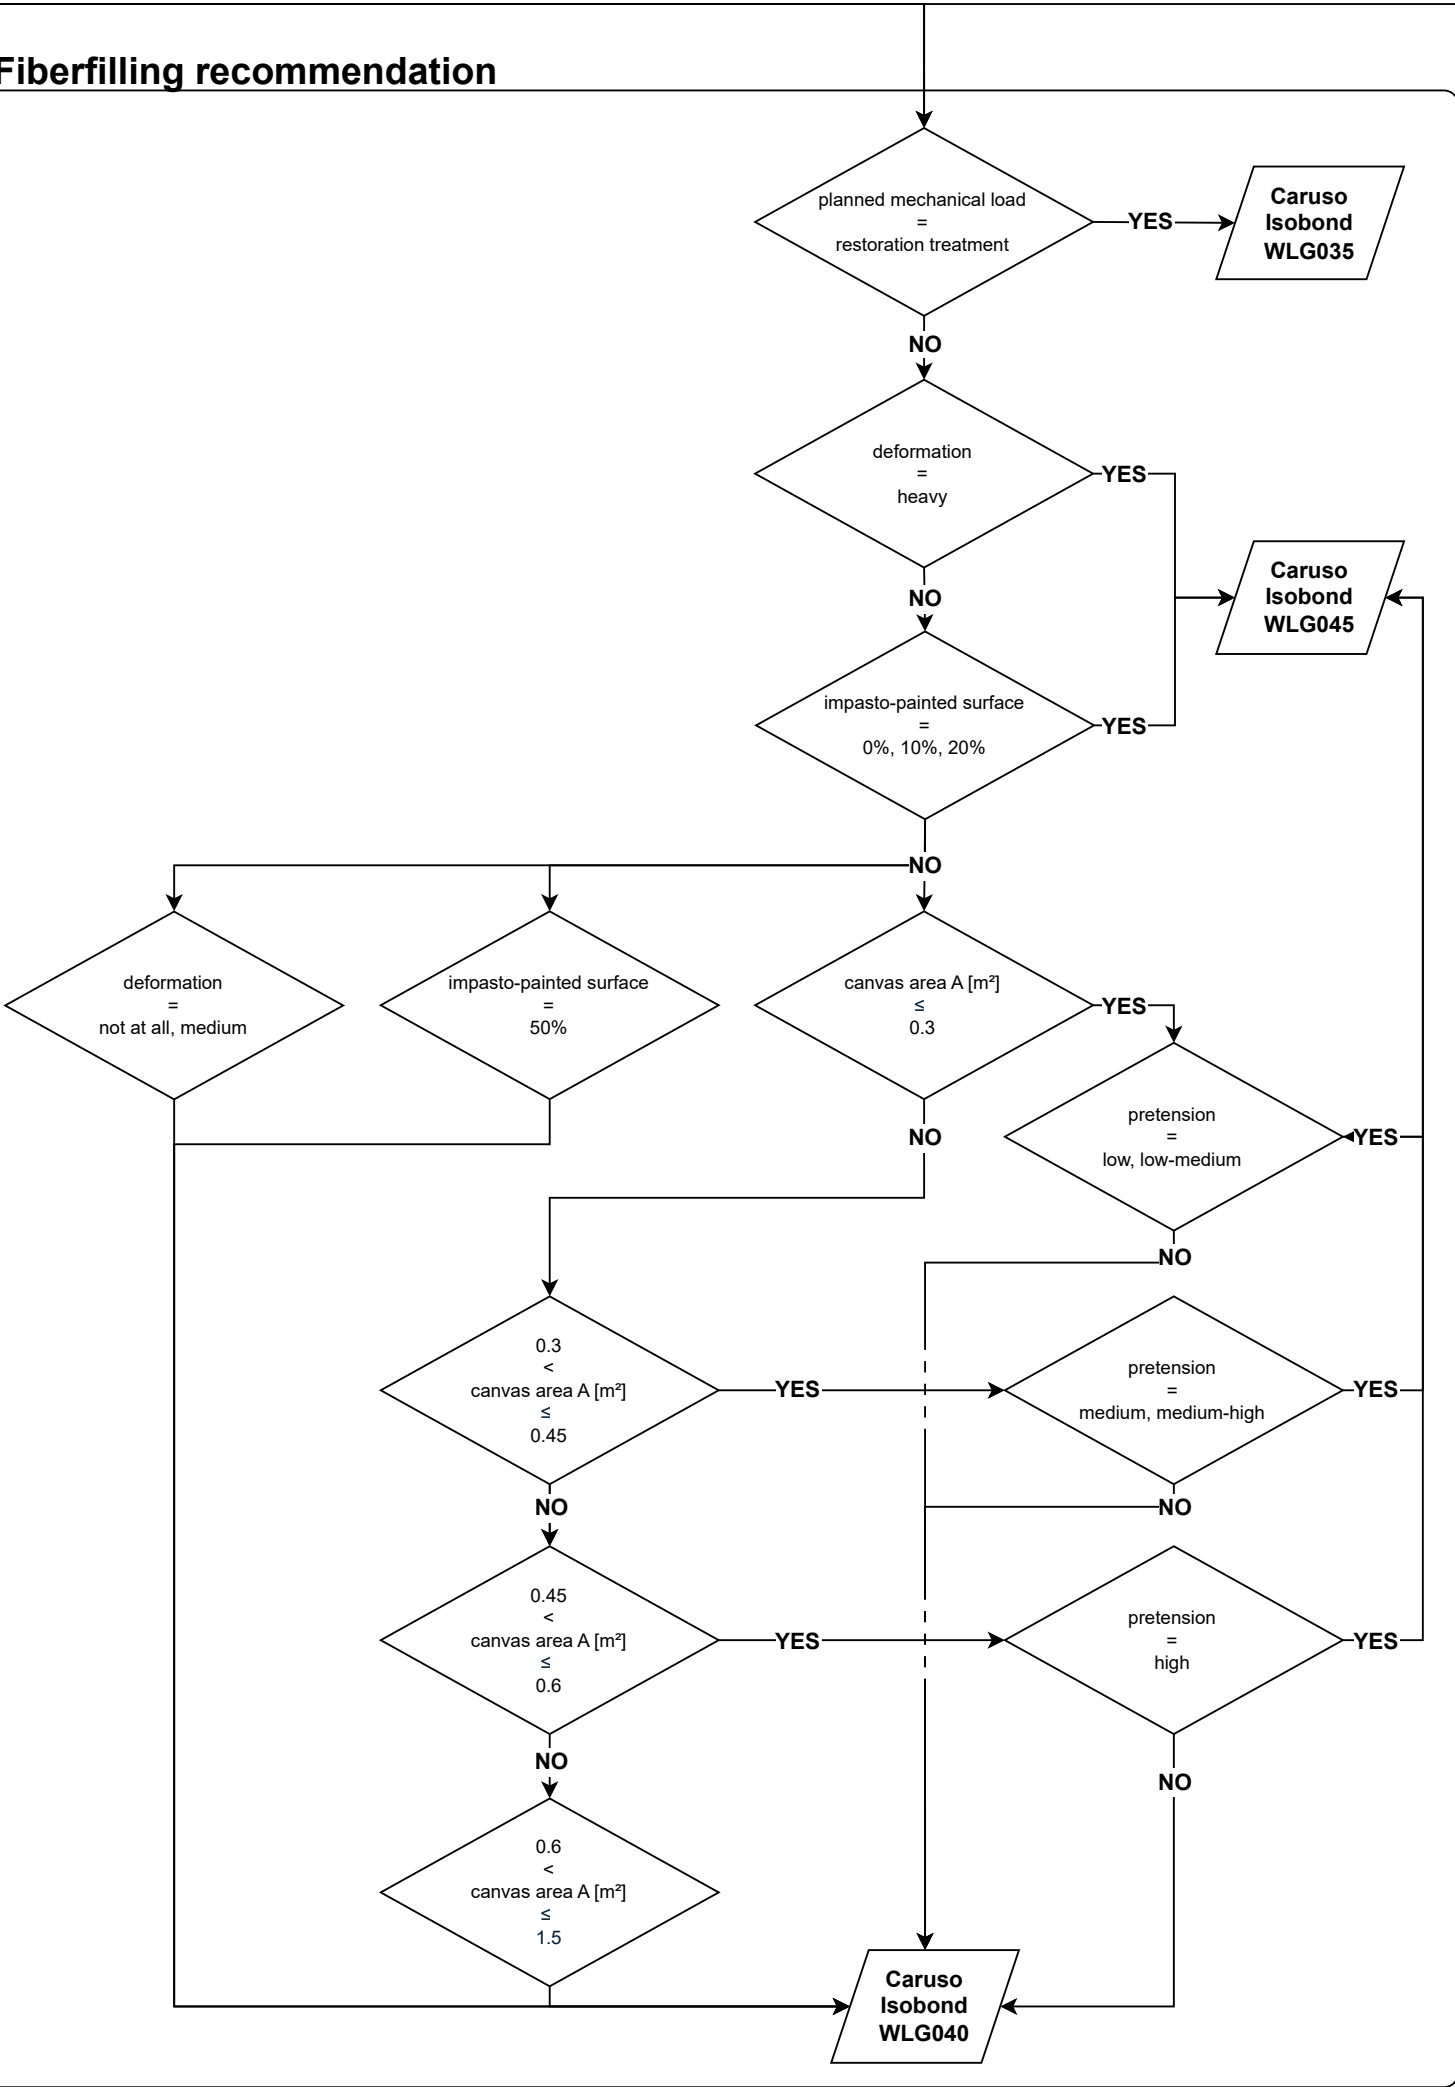 Fiberfilling recommendation
planned mechanical load
=
restoration treatment
YES
Caruso
Isobond
WLG035
NO
deformation
=
heavy
YES
Caruso
Isobond
WLG045
NO
impasto-painted surface
=
0%, 10%, 20%
YES
NO
deformation
=
not at all, medium
impasto-painted surface
=
50%
canvas area A [m²]
≤
0.3
YES
NO
pretension
=
low, low-medium
YES
NO
0.3
<
canvas area A [m²]
≤
0.45
YES
pretension
=
medium, medium-high
YES
NO
NO
0.45
<
canvas area A [m²]
≤
0.6
YES
pretension
=
high
YES
NO
NO
0.6
<
canvas area A [m²]
≤
1.5
Caruso
Isobond
WLG040